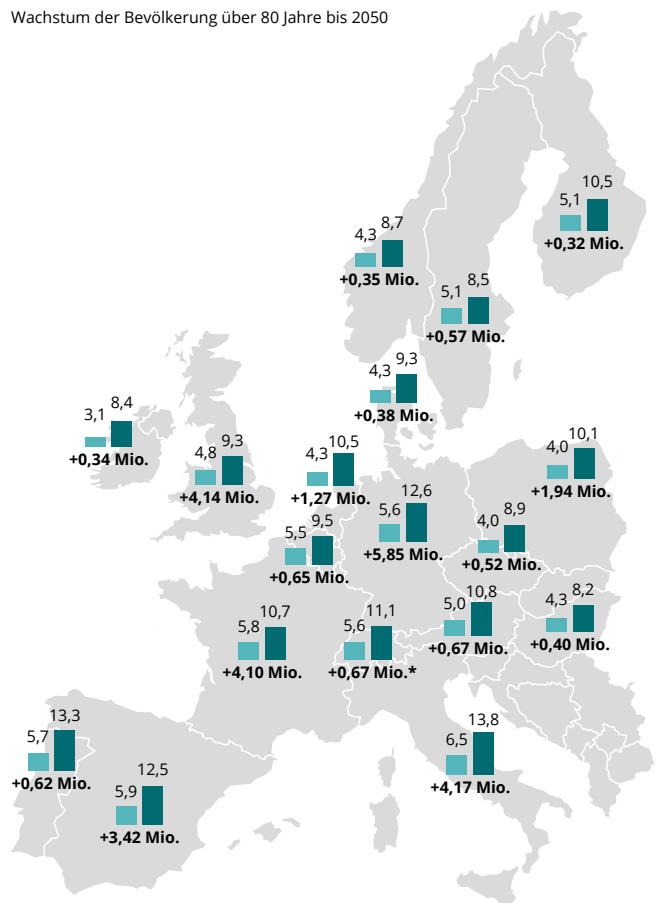 Wachstum der Bevölkerung über 80 Jahre bis 2050
5,1 10,5
+0,32 Mio.
4,3 8,7
+0,35 Mio.
5,1 8,5
+0,57 Mio.
4,3 9,3
+0,38 Mio.
3,1 8,4
+0,34 Mio.
4,8 9,3
+4,14 Mio.
4,3 10,5
+1,27 Mio.
4,0 10,1
+1,94 Mio.
5,6 12,6
+5,85 Mio.
4,0 8,9
+0,52 Mio.
5,5 9,5
+0,65 Mio.
5,8 10,7
+4,10 Mio.
5,6 11,1
+0,67 Mio.*
5,0 10,8
+0,67 Mio.
4,3 8,2
+0,40 Mio.
5,7 13,3
+0,62 Mio.
5,9 12,5
+3,42 Mio.
6,5 13,8
+4,17 Mio.